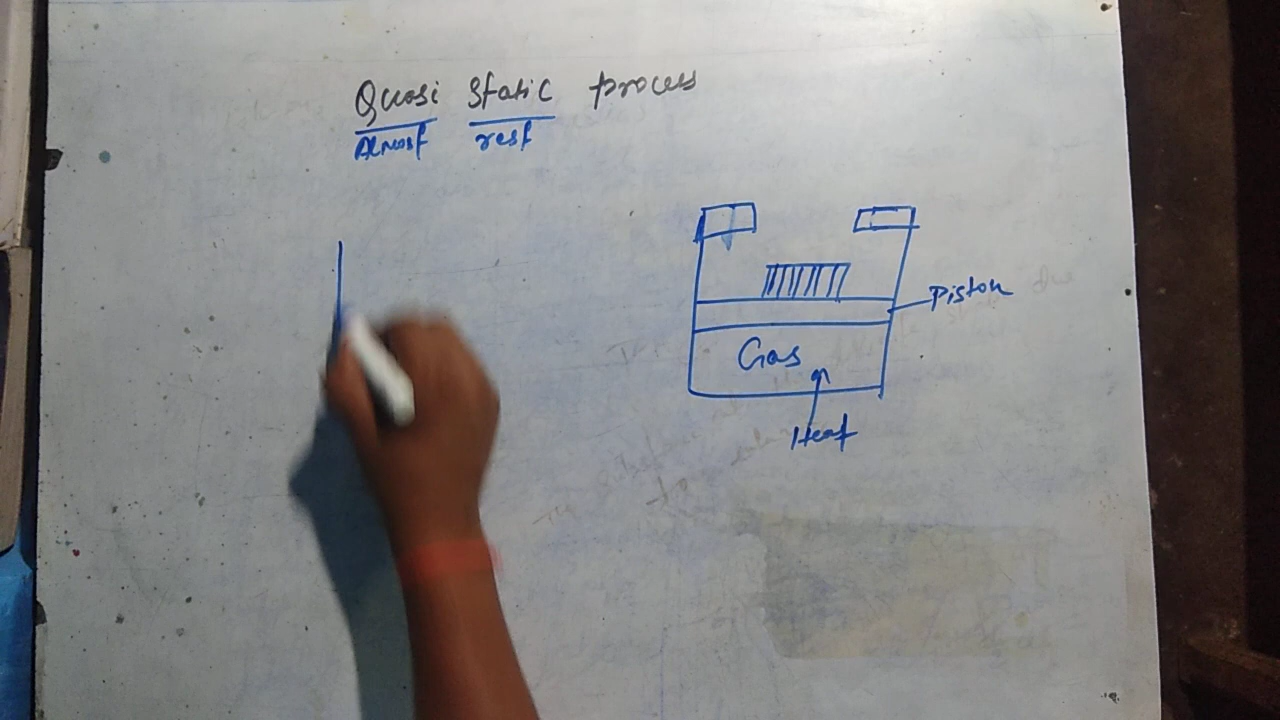 Quasi Static process
Almost rest
Piston
Gas
Heat